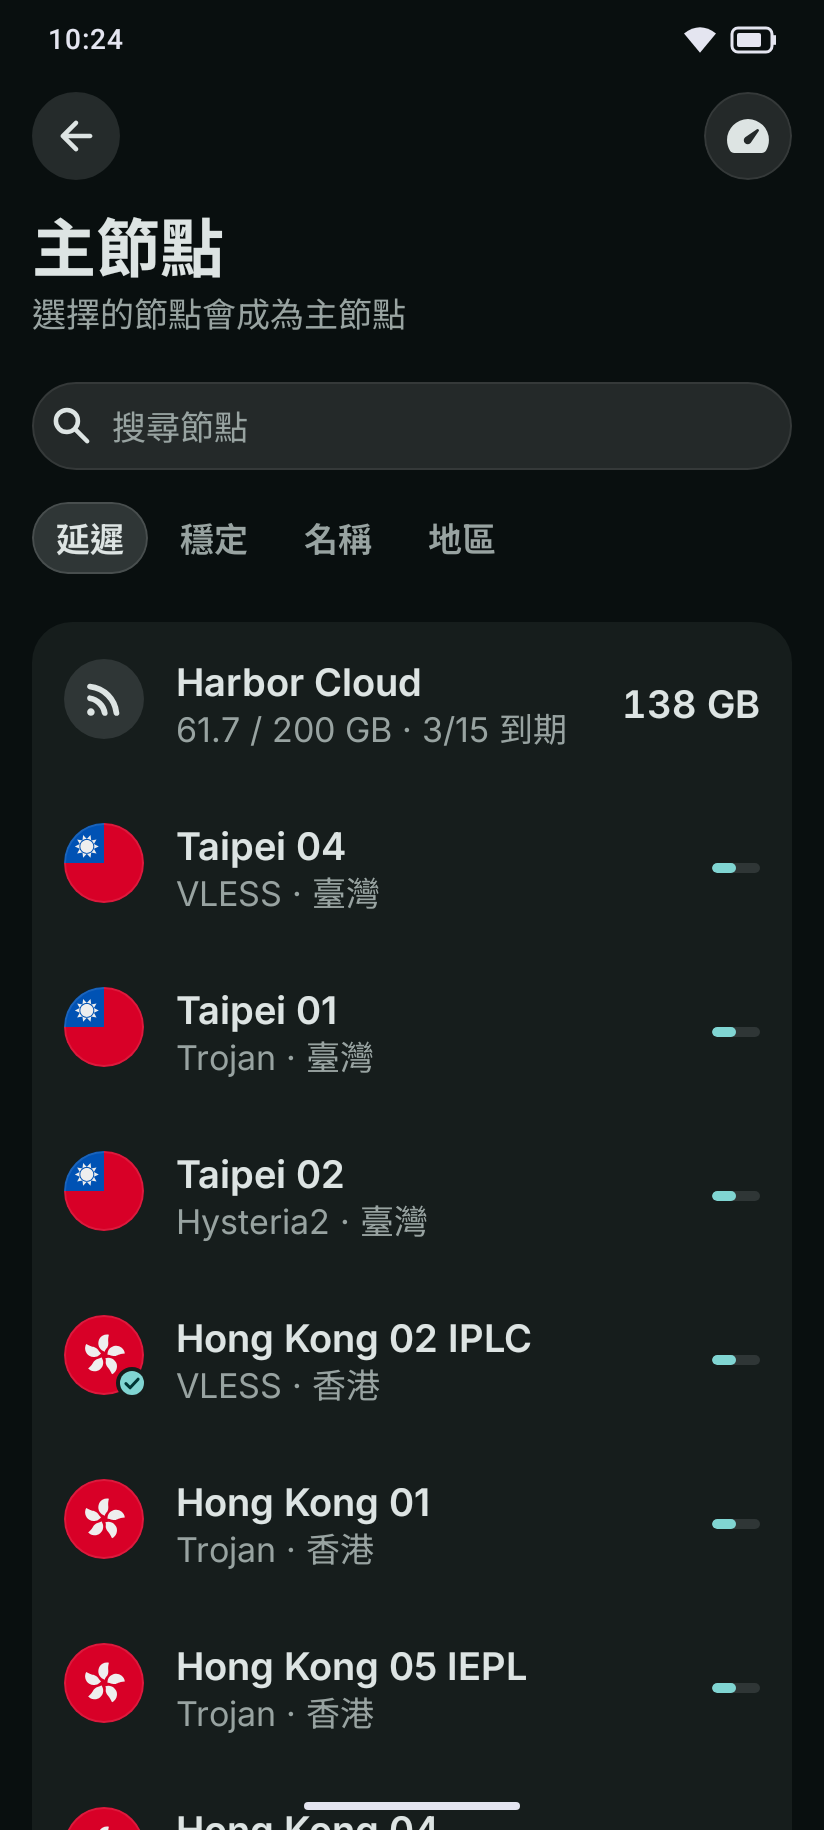 10:24
主節點
選擇的節點會成為主節點
搜尋節點
延遲 穩定 名稱 地區
Harbor Cloud
61.7 / 200 GB · 3/15 到期
138 GB
Taipei 04
VLESS · 臺灣
Taipei 01
Trojan · 臺灣
Taipei 02
Hysteria2 · 臺灣
Hong Kong 02 IPLC
VLESS · 香港
Hong Kong 01
Trojan · 香港
Hong Kong 05 IEPL
Trojan · 香港
Hong Kong 04